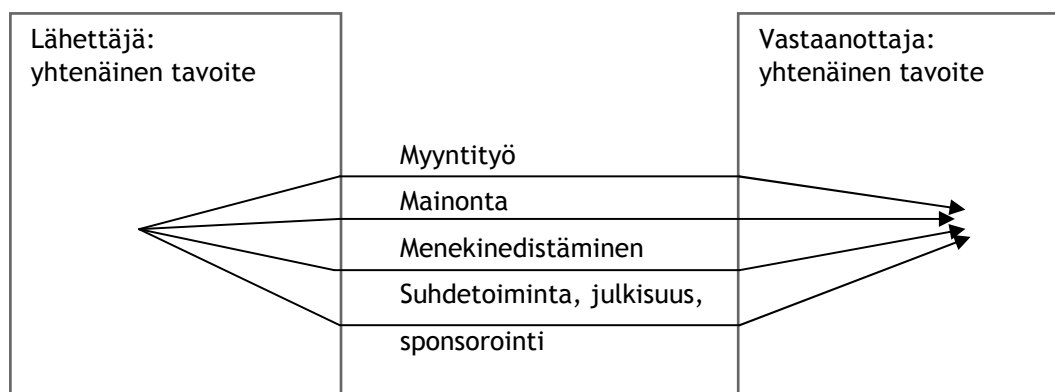 Lähettäjä:
yhtenäinen tavoite
Vastaanottaja:
yhtenäinen tavoite
Myyntityö
Mainonta
Menekinedistäminen
Suhdetoiminta, julkisuus,
sponsorointi